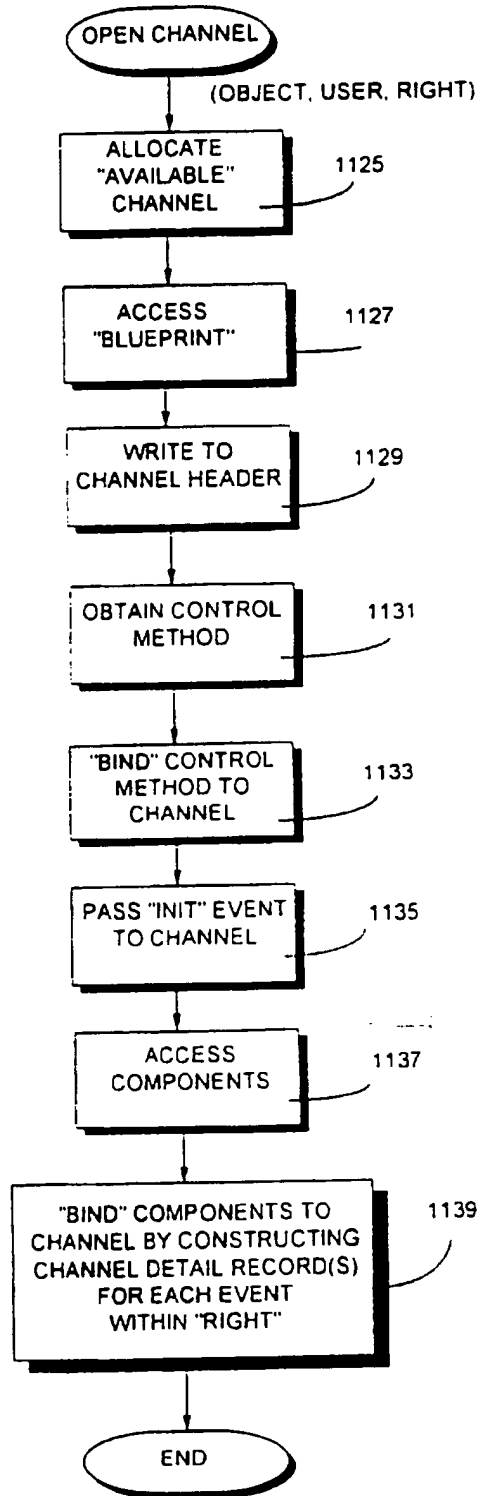 OPEN CHANNEL
(OBJECT, USER, RIGHT)
ALLOCATE
"AVAILABLE"
CHANNEL
1125
ACCESS
"BLUEPRINT"
1127
WRITE TO
CHANNEL HEADER
1129
OBTAIN CONTROL
METHOD
1131
"BIND" CONTROL
METHOD TO
CHANNEL
1133
PASS "INIT" EVENT
TO CHANNEL
1135
ACCESS
COMPONENTS
1137
"BIND" COMPONENTS TO
CHANNEL BY CONSTRUCTING
CHANNEL DETAIL RECORD(S)
FOR EACH EVENT
WITHIN "RIGHT"
1139
END